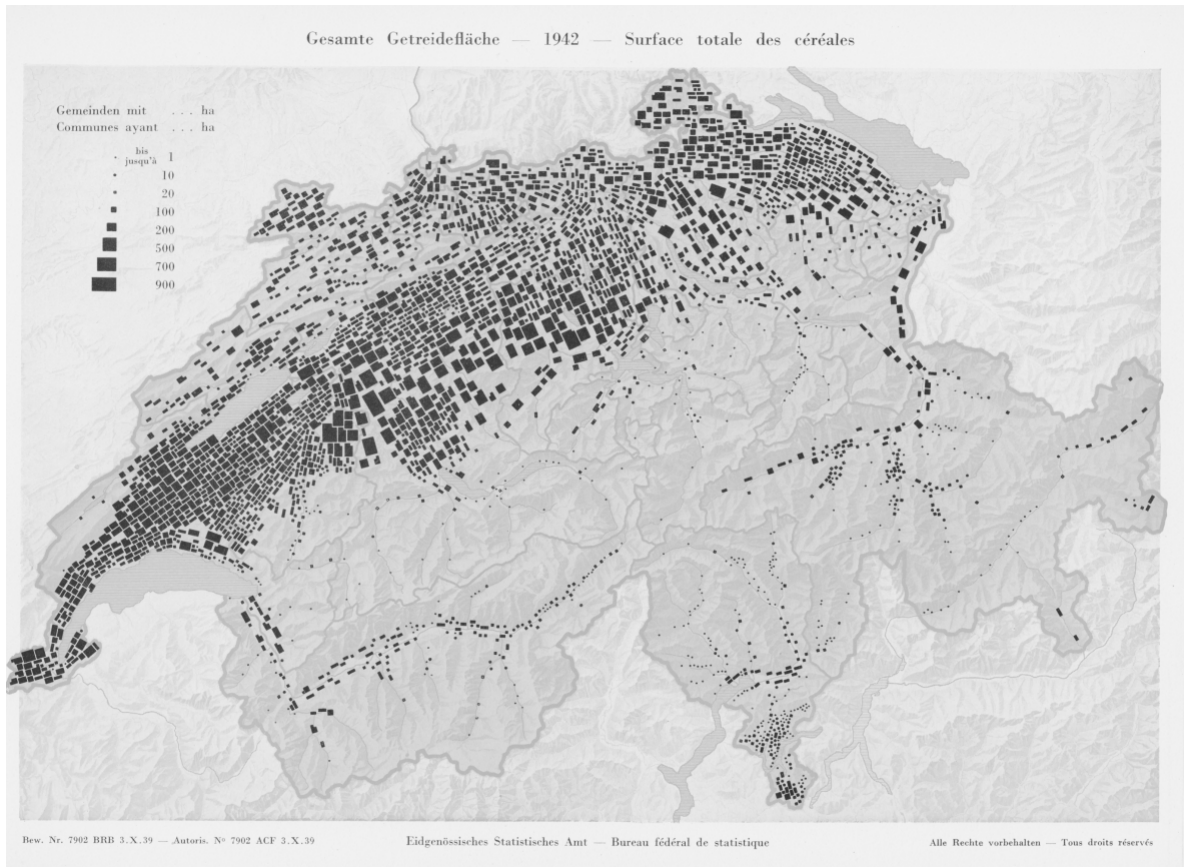 Gesamte Getreidefläche — 1942 — Surface totale des céréales
Gemeinden mit ... ha
Communes ayant ... ha
bis
jusqu'à 1
10
20
100
200
500
700
900
Bew. Nr. 7902 BRB 3.X.39 — Autoris. Nº 7902 ACF 3.X.39
Eidgenössisches Statistisches Amt — Bureau fédéral de statistique
Alle Rechte vorbehalten — Tous droits réservés